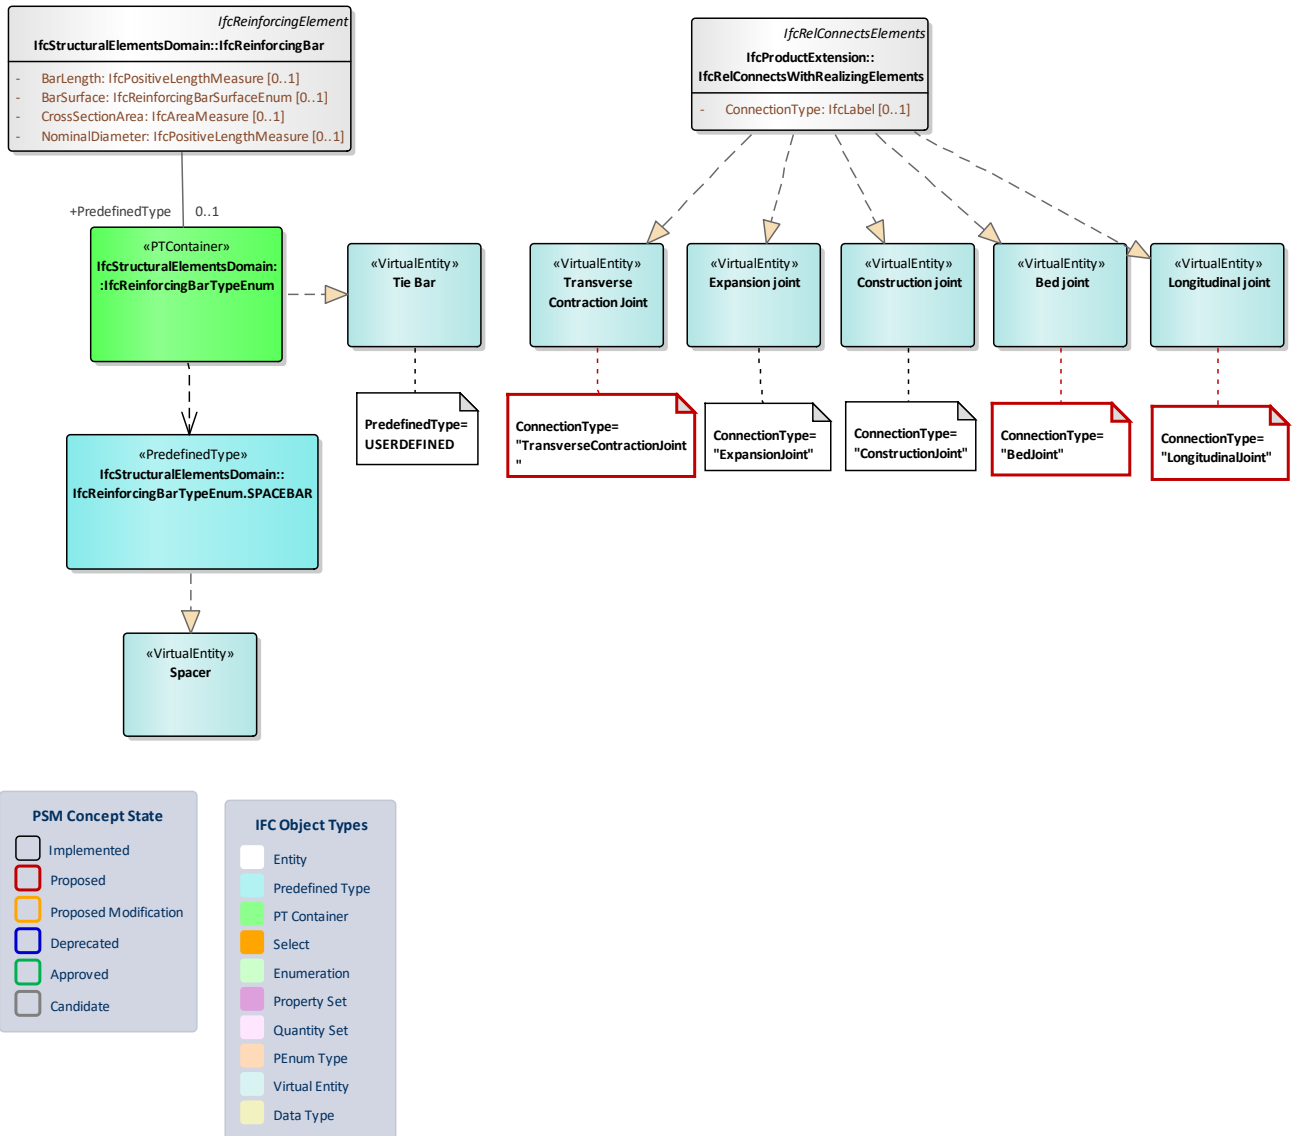 IfcReinforcingElement
IfcStructuralElementsDomain::IfcReinforcingBar
- BarLength: IfcPositiveLengthMeasure [0..1]
- BarSurface: IfcReinforcingBarSurfaceEnum [0..1]
- CrossSectionArea: IfcAreaMeasure [0..1]
- NominalDiameter: IfcPositiveLengthMeasure [0..1]
IfcRelConnectsElements
IfcProductExtension::
IfcRelConnectsWithRealizingElements
- ConnectionType: IfcLabel [0..1]
+PredefinedType 0..1
«PTContainer»
IfcStructuralElementsDomain:
:IfcReinforcingBarTypeEnum
«VirtualEntity»
Tie Bar
«VirtualEntity»
Transverse
Contraction Joint
«VirtualEntity»
Expansion joint
«VirtualEntity»
Construction joint
«VirtualEntity»
Bed joint
«VirtualEntity»
Longitudinal joint
PredefinedType=
USERDEFINED
ConnectionType=
"TransverseContractionJoint
"
ConnectionType=
"ExpansionJoint"
ConnectionType=
"ConstructionJoint"
ConnectionType=
"BedJoint"
ConnectionType=
"LongitudinalJoint"
«PredefinedType»
IfcStructuralElementsDomain::
IfcReinforcingBarTypeEnum.SPACEBAR
«VirtualEntity»
Spacer
PSM Concept State
Implemented
Proposed
Proposed Modification
Deprecated
Approved
Candidate
IFC Object Types
Entity
Predefined Type
PT Container
Select
Enumeration
Property Set
Quantity Set
PEnum Type
Virtual Entity
Data Type